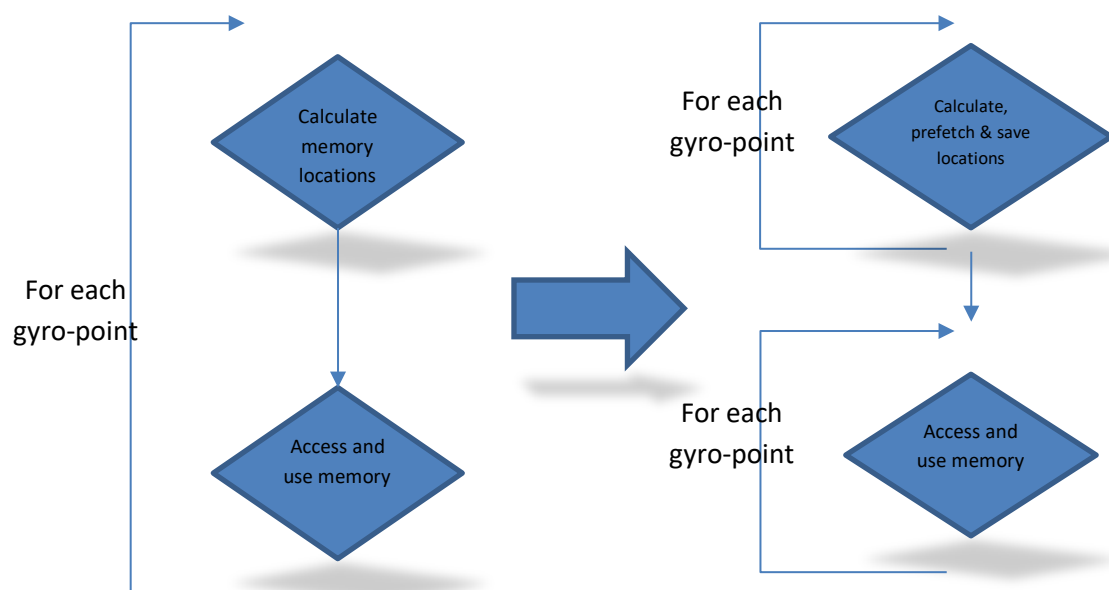 Calculate
memory
locations
For each
gyro-point
Access and
use memory
For each
gyro-point
Calculate,
prefetch & save
locations
For each
gyro-point
Access and
use memory